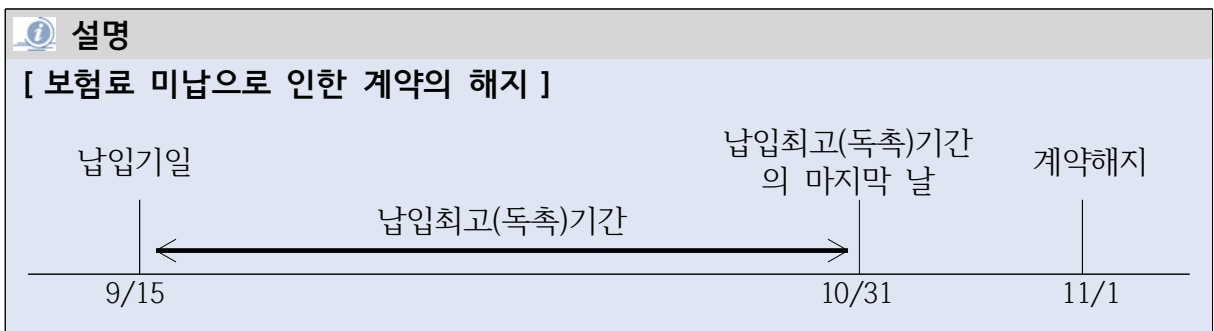 설명
[ 보험료 미납으로 인한 계약의 해지 ]
납입기일
납입최고(독촉)기간
의 마지막 날
계약해지
납입최고(독촉)기간
9/15
10/31
11/1